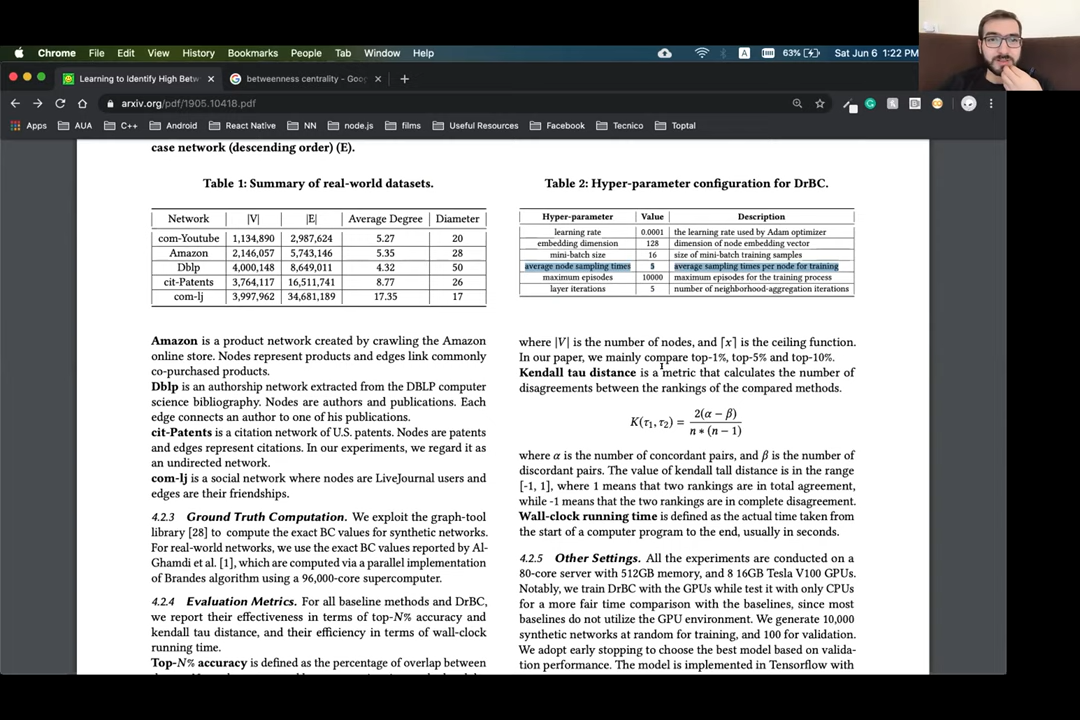 Chrome File Edit View History Bookmarks People Tab Window Help
A 63% Sat Jun 6 1:22 PM
Learning to Identify High Betw × betweenness centrality - Goo × +
arxiv.org/pdf/1905.10418.pdf
Apps AUA C++ Android React Native NN node.js films Useful Resources Facebook Tecnico Toptal
case network (descending order) (E).
Table 1: Summary of real-world datasets.
Network |V| |E| Average Degree Diameter
com-Youtube 1,134,890 2,987,624 5.27 20
Amazon 2,146,057 5,743,146 5.35 28
Dblp 4,000,148 8,649,011 4.32 50
cit-Patents 3,764,117 16,511,741 8.77 26
com-lj 3,997,962 34,681,189 17.35 17
Amazon is a product network created by crawling the Amazon
online store. Nodes represent products and edges link commonly
co-purchased products.
Dblp is an authorship network extracted from the DBLP computer
science bibliography. Nodes are authors and publications. Each
edge connects an author to one of his publications.
cit-Patents is a citation network of U.S. patents. Nodes are patents
and edges represent citations. In our experiments, we regard it as
an undirected network.
com-lj is a social network where nodes are LiveJournal users and
edges are their friendships.
4.2.3 Ground Truth Computation. We exploit the graph-tool
library [28] to compute the exact BC values for synthetic networks.
For real-world networks, we use the exact BC values reported by Al-
Ghamdi et al. [1], which are computed via a parallel implementation
of Brandes algorithm using a 96,000-core supercomputer.
4.2.4 Evaluation Metrics. For all baseline methods and DrBC,
we report their effectiveness in terms of top-N% accuracy and
kendall tau distance, and their efficiency in terms of wall-clock
running time.
Top-N% accuracy is defined as the percentage of overlap between
Table 2: Hyper-parameter configuration for DrBC.
Hyper-parameter Value Description
learning rate 0.0001 the learning rate used by Adam optimizer
embedding dimension 128 dimension of node embedding vector
mini-batch size 16 size of mini-batch training samples
average node sampling times 5 average sampling times per node for training
maximum episodes 10000 maximum episodes for the training process
layer iterations 5 number of neighborhood-aggregation iterations
where |V| is the number of nodes, and ⌈x⌉ is the ceiling function.
In our paper, we mainly compare top-1%, top-5% and top-10%.
Kendall tau distance is a metric that calculates the number of
disagreements between the rankings of the compared methods.
K(τ1, τ2) = 2(α − β) / n ∗ (n − 1)
where α is the number of concordant pairs, and β is the number of
discordant pairs. The value of kendall tall distance is in the range
[-1, 1], where 1 means that two rankings are in total agreement,
while -1 means that the two rankings are in complete disagreement.
Wall-clock running time is defined as the actual time taken from
the start of a computer program to the end, usually in seconds.
4.2.5 Other Settings. All the experiments are conducted on a
80-core server with 512GB memory, and 8 16GB Tesla V100 GPUs.
Notably, we train DrBC with the GPUs while test it with only CPUs
for a more fair time comparison with the baselines, since most
baselines do not utilize the GPU environment. We generate 10,000
synthetic networks at random for training, and 100 for validation.
We adopt early stopping to choose the best model based on valida-
tion performance. The model is implemented in Tensorflow with